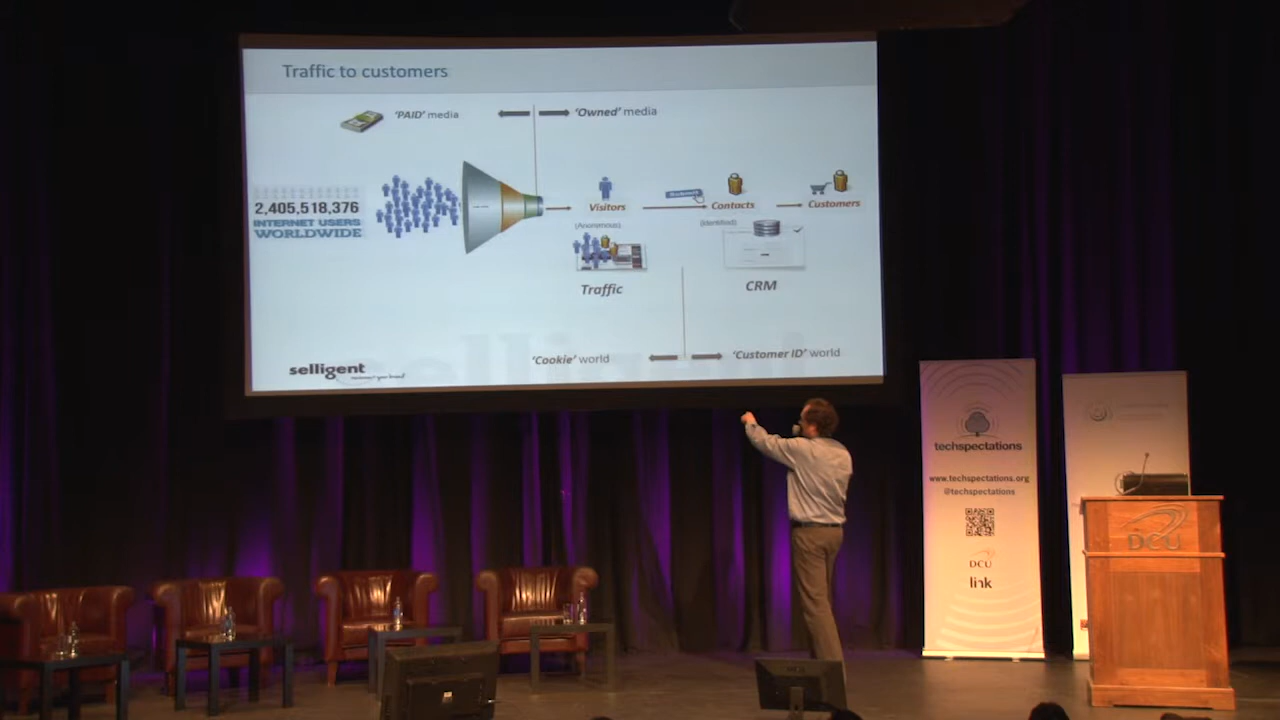 Traffic to customers
'PAID' media
'Owned' media
2,405,518,376
INTERNET USERS
WORLDWIDE
Visitors
(Anonymous)
Contacts
(Identified)
Customers
Traffic
CRM
'Cookie' world
'Customer ID' world
selligent
techspectations
www.techspectations.org
@techspectations
DCU
link
DCU